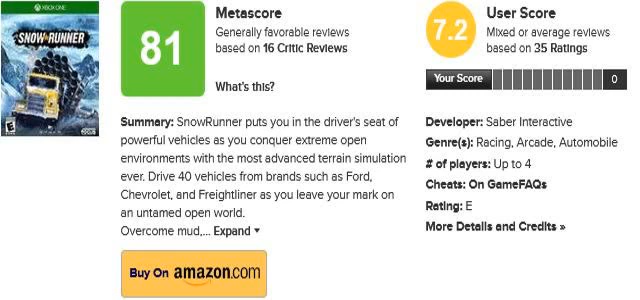 XBOX ONE
SNOWRUNNER
E
81
Metascore
Generally favorable reviews
based on 16 Critic Reviews
What's this?
7.2
User Score
Mixed or average reviews
based on 35 Ratings
Your Score
0
Summary: SnowRunner puts you in the driver's seat of
powerful vehicles as you conquer extreme open
environments with the most advanced terrain simulation
ever. Drive 40 vehicles from brands such as Ford,
Chevrolet, and Freightliner as you leave your mark on
an untamed open world.
Overcome mud,... Expand
Developer: Saber Interactive
Genre(s): Racing, Arcade, Automobile
# of players: Up to 4
Cheats: On GameFAQs
Rating: E
More Details and Credits »
Buy On amazon.com